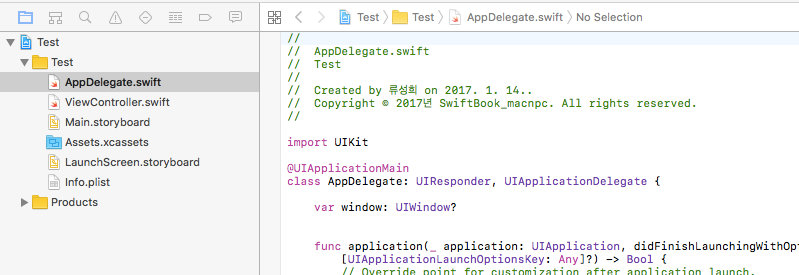 Test
Test
AppDelegate.swift
ViewController.swift
Main.storyboard
Assets.xcassets
LaunchScreen.storyboard
Info.plist
Products
Test Test AppDelegate.swift No Selection
//
//  AppDelegate.swift
//  Test
//
//  Created by 류성희 on 2017. 1. 14..
//  Copyright © 2017년 SwiftBook_macnpc. All rights reserved.
//
import UIKit
@UIApplicationMain
class AppDelegate: UIResponder, UIApplicationDelegate {
var window: UIWindow?
func application(_ application: UIApplication, didFinishLaunchingWithOpt
[UIApplicationLaunchOptionsKey: Any]?) -> Bool {
// Override point for customization after application launch.